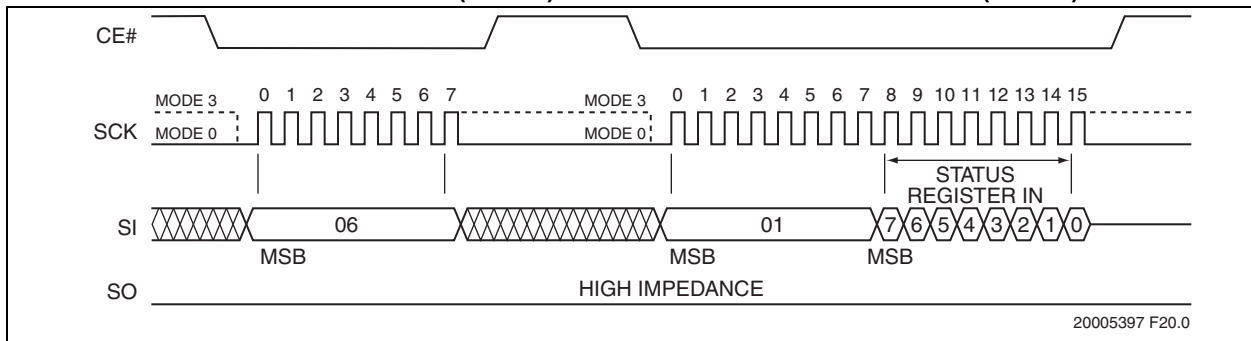 CE#
MODE 3 0 1 2 3 4 5 6 7 MODE 3 0 1 2 3 4 5 6 7 8 9 10 11 12 13 14 15
SCK MODE 0 MODE 0
STATUS
REGISTER IN
SI 06 01 7 6 5 4 3 2 1 0
MSB MSB MSB
SO HIGH IMPEDANCE
20005397 F20.0